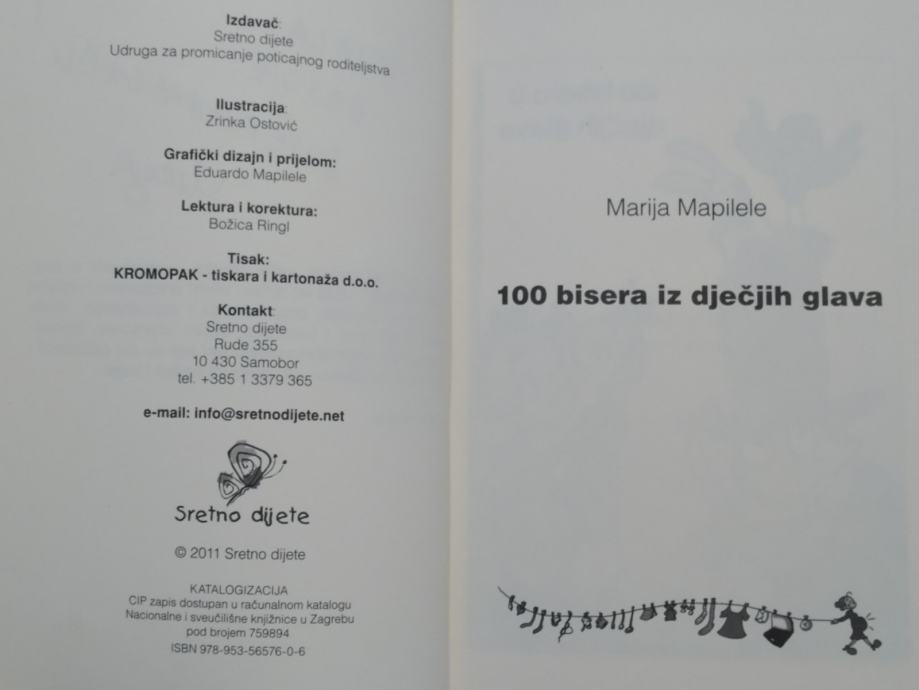 Izdavač:
Sretno dijete
Udruga za promicanje poticajnog roditeljstva
Ilustracija:
Zrinka Ostović
Grafički dizajn i prijelom:
Eduardo Mapilele
Lektura i korektura:
Božica Ringl
Tisak:
KROMOPAK - tiskara i kartonaža d.o.o.
Kontakt:
Sretno dijete
Rude 355
10 430 Samobor
tel. +385 1 3379 365
e-mail: info@sretnodijete.net
Sretno dijete
© 2011 Sretno dijete
KATALOGIZACIJA
CIP zapis dostupan u računalnom katalogu
Nacionalne i sveučilišne knjižnice u Zagrebu
pod brojem 759894
ISBN 978-953-56576-0-6
Marija Mapilele
100 bisera iz dječjih glava